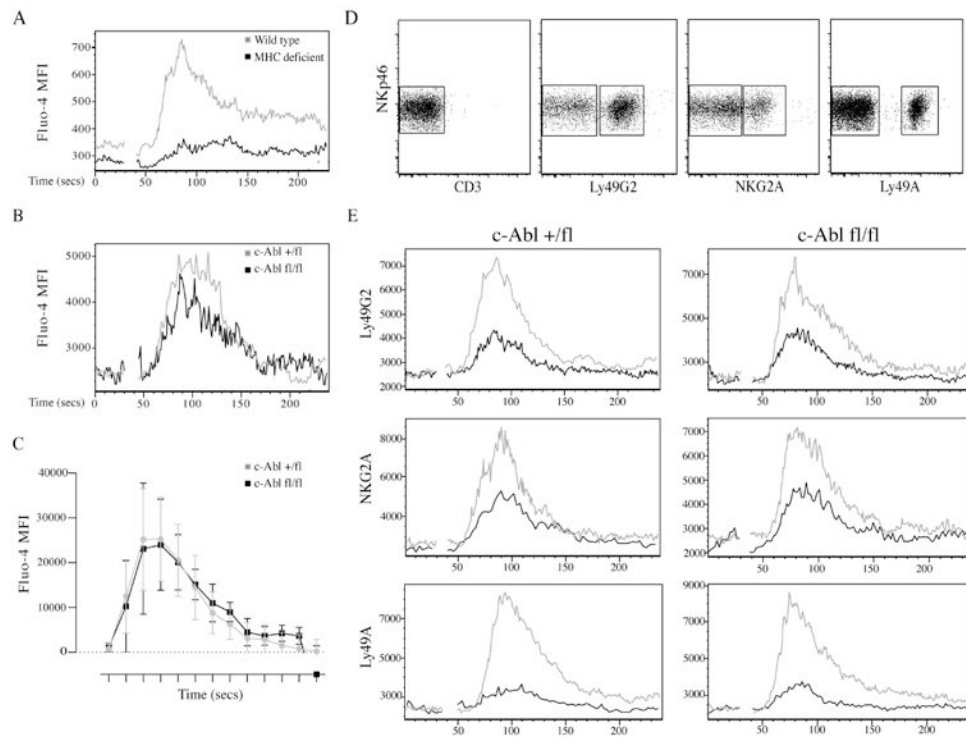 A
Wild type
MHC deficient
Fluo-4 MFI
700
600
500
400
300
Time (secs)
0 50 100 150 200
B
c-Abl +/fl
c-Abl fl/fl
Fluo-4 MFI
5000
4000
3000
Time (secs)
0 50 100 150 200
C
c-Abl +/fl
c-Abl fl/fl
Fluo-4 MFI
40000
30000
20000
10000
0
Time (secs)
D
NKp46
CD3
Ly49G2
NKG2A
Ly49A
E
c-Abl +/fl
c-Abl fl/fl
Ly49G2
7000
6000
5000
4000
3000
2000
50 100 150 200
7000
5000
3000
50 100 150 200
NKG2A
8000
6000
4000
50 100 150 200
7000
6000
5000
4000
3000
2000
50 100 150 200
Ly49A
7000
5000
3000
0 50 100 150 200
9000
7000
5000
3000
0 50 100 150 200